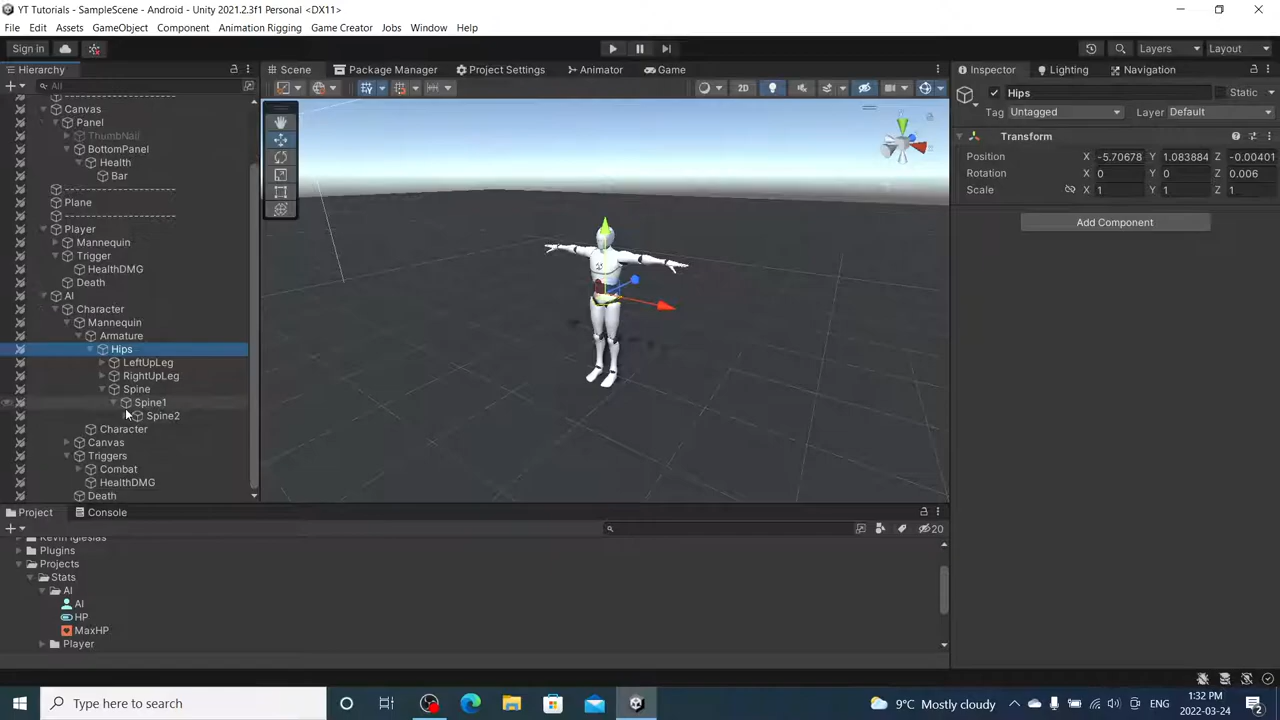 YT Tutorials - SampleScene - Android - Unity 2021.2.3f1 Personal <DX11>
File Edit Assets GameObject Component Animation Rigging Game Creator Jobs Window Help
Sign in
Layers
Layout
Hierarchy
Scene
Package Manager
Project Settings
Animator
Game
Inspector
Lighting
Navigation
All
2D
Canvas
Panel
ThumbNail
BottomPanel
Health
Bar
--------------------------
Plane
--------------------------
Player
Mannequin
Trigger
HealthDMG
Death
AI
Character
Mannequin
Armature
Hips
LeftUpLeg
RightUpLeg
Spine
Spine1
Spine2
Character
Canvas
Triggers
Combat
HealthDMG
Death
Hips
Static
Tag Untagged
Layer Default
Transform
Position X -5.70678 Y 1.083884 Z -0.00401
Rotation X 0 Y 0 Z 0.006
Scale X 1 Y 1 Z 1
Add Component
Project
Console
20
Plugins
Projects
Stats
AI
AI
HP
MaxHP
Player
Type here to search
9°C Mostly cloudy
ENG
1:32 PM
2022-03-24
2